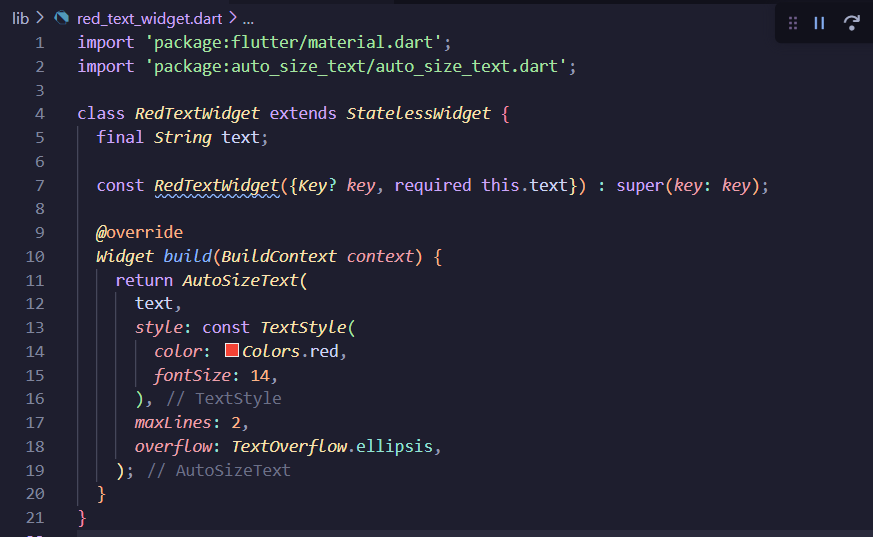 lib > red_text_widget.dart > ...
1 import 'package:flutter/material.dart';
2 import 'package:auto_size_text/auto_size_text.dart';
3
4 class RedTextWidget extends StatelessWidget {
5   final String text;
6
7   const RedTextWidget({Key? key, required this.text}) : super(key: key);
8
9   @override
10   Widget build(BuildContext context) {
11     return AutoSizeText(
12       text,
13       style: const TextStyle(
14         color: Colors.red,
15         fontSize: 14,
16       ), // TextStyle
17       maxLines: 2,
18       overflow: TextOverflow.ellipsis,
19     ); // AutoSizeText
20   }
21 }